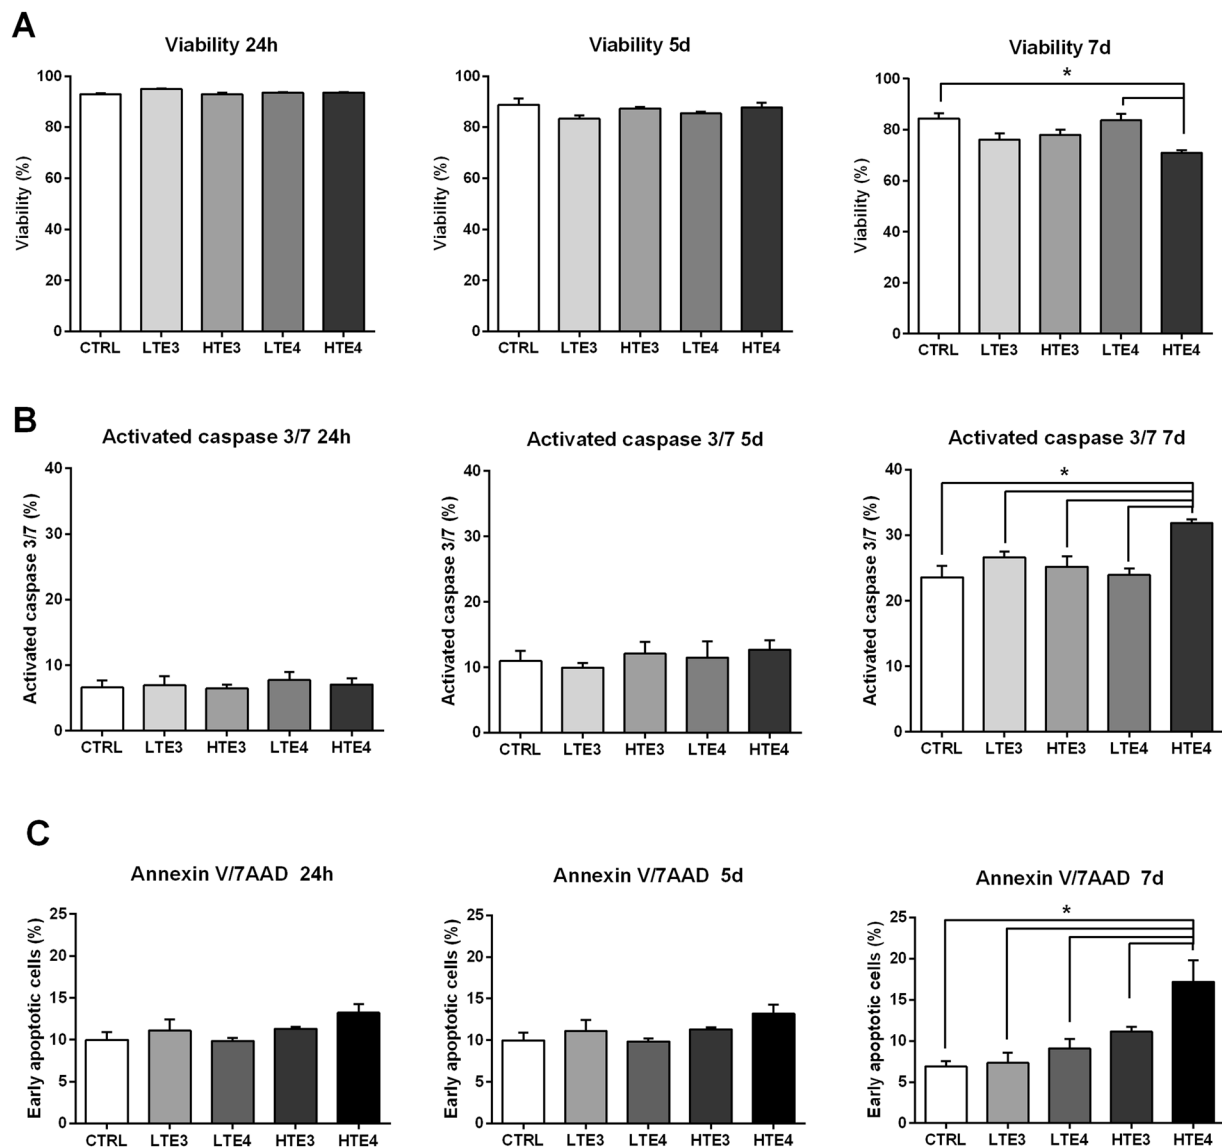 A
Viability 24h
Viability (%)
100
80
60
40
20
0
CTRL LTE3 HTE3 LTE4 HTE4
Viability 5d
Viability (%)
100
80
60
40
20
0
CTRL LTE3 HTE3 LTE4 HTE4
Viability 7d
Viability (%)
100
80
60
40
20
0
*
CTRL LTE3 HTE3 LTE4 HTE4
B
Activated caspase 3/7 24h
Activated caspase 3/7 (%)
40
30
20
10
0
CTRL LTE3 HTE3 LTE4 HTE4
Activated caspase 3/7 5d
Activated caspase 3/7 (%)
40
30
20
10
0
CTRL LTE3 HTE3 LTE4 HTE4
Activated caspase 3/7 7d
Activated caspase 3/7 (%)
40
30
20
10
0
*
CTRL LTE3 HTE3 LTE4 HTE4
C
Annexin V/7AAD 24h
Early apoptotic cells (%)
25
20
15
10
5
0
CTRL LTE3 LTE4 HTE3 HTE4
Annexin V/7AAD 5d
Early apoptotic cells (%)
25
20
15
10
5
0
CTRL LTE3 LTE4 HTE3 HTE4
Annexin V/7AAD 7d
Early apoptotic cells (%)
25
20
15
10
5
0
*
CTRL LTE3 LTE4 HTE3 HTE4